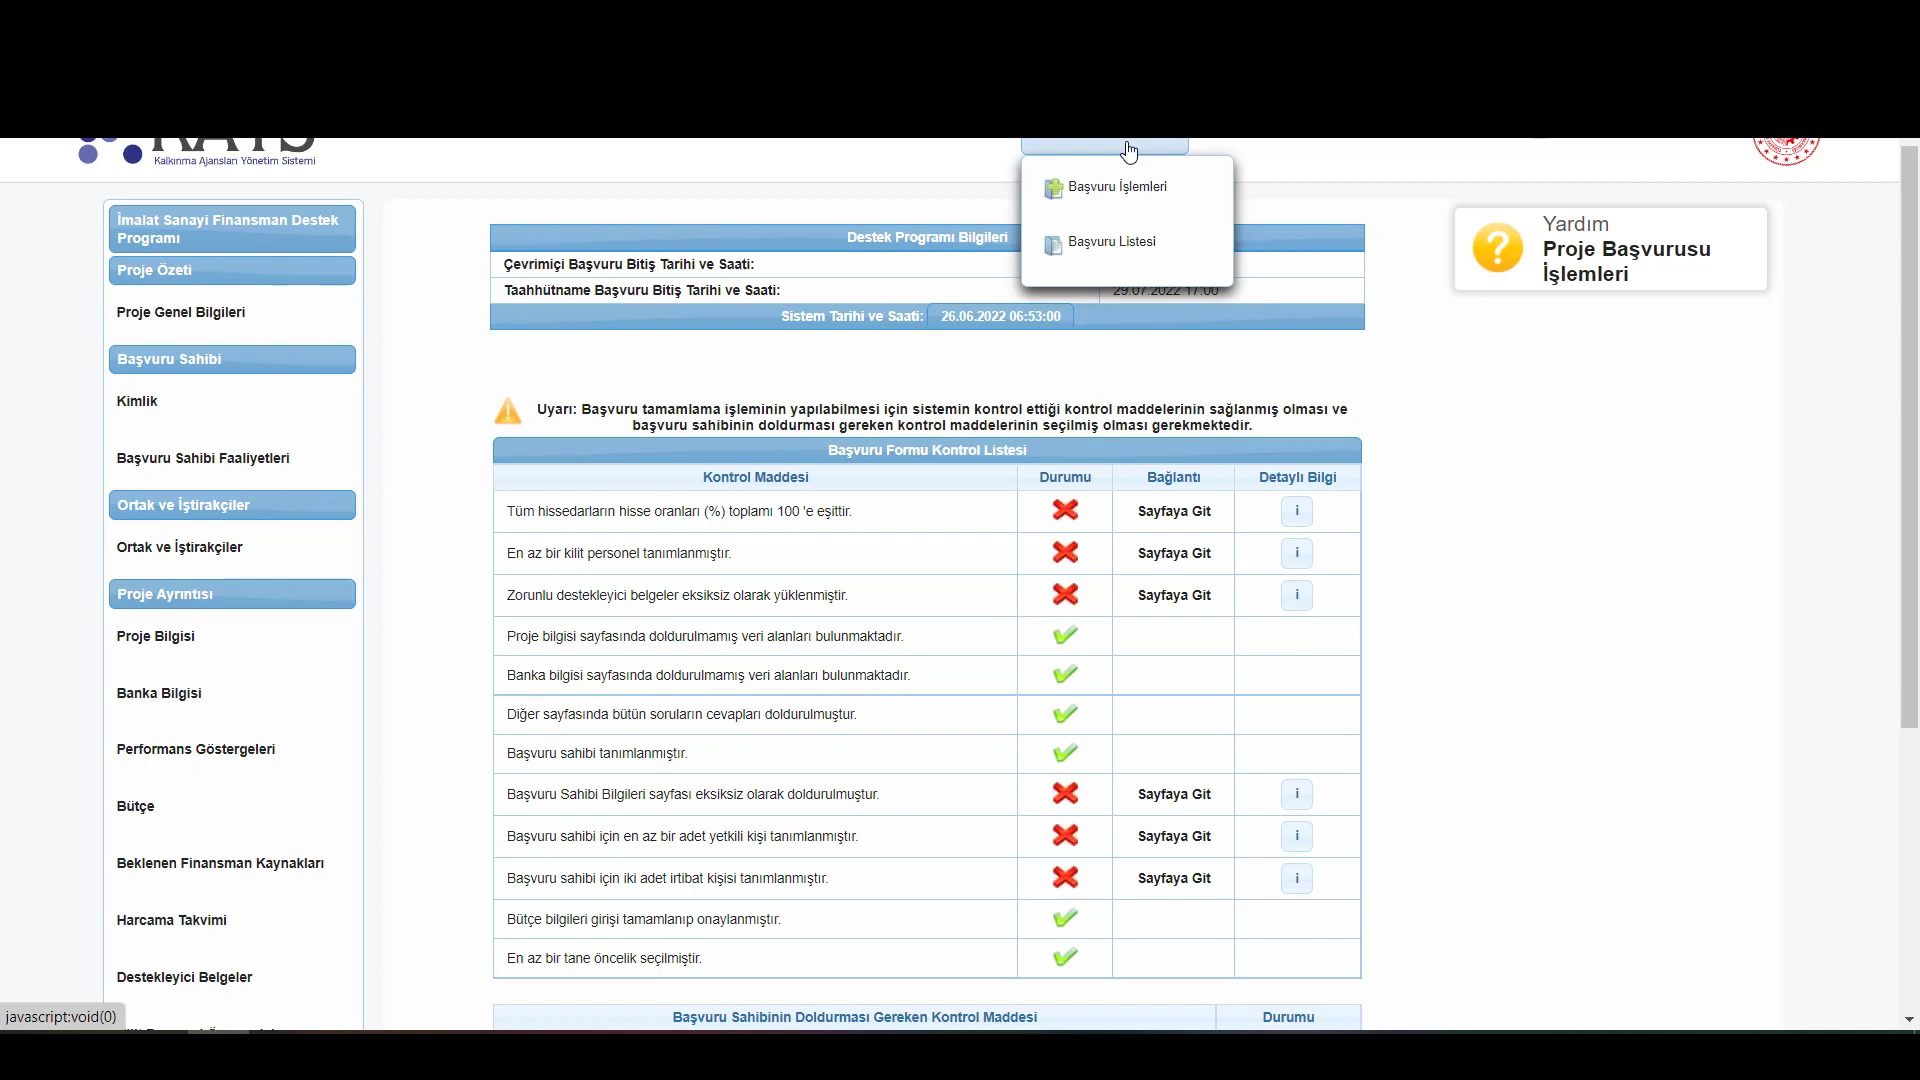 KAYS
Kalkınma Ajansları Yönetim Sistemi
Başvuru İşlemleri
Başvuru Listesi
İmalat Sanayi Finansman Destek
Programı
Proje Özeti
Proje Genel Bilgileri
Başvuru Sahibi
Kimlik
Başvuru Sahibi Faaliyetleri
Ortak ve İştirakçiler
Ortak ve İştirakçiler
Proje Ayrıntısı
Proje Bilgisi
Banka Bilgisi
Performans Göstergeleri
Bütçe
Beklenen Finansman Kaynakları
Harcama Takvimi
Destekleyici Belgeler
javascript:void(0)
Destek Programı Bilgileri
Çevrimiçi Başvuru Bitiş Tarihi ve Saati:
Taahhütname Başvuru Bitiş Tarihi ve Saati: 29.07.2022 17:00
Sistem Tarihi ve Saati: 26.06.2022 06:53:00
Uyarı: Başvuru tamamlama işleminin yapılabilmesi için sistemin kontrol ettiği kontrol maddelerinin sağlanmış olması ve
başvuru sahibinin doldurması gereken kontrol maddelerinin seçilmiş olması gerekmektedir.
Başvuru Formu Kontrol Listesi
Kontrol Maddesi Durumu Bağlantı Detaylı Bilgi
Tüm hissedarların hisse oranları (%) toplamı 100 'e eşittir. Sayfaya Git i
En az bir kilit personel tanımlanmıştır. Sayfaya Git i
Zorunlu destekleyici belgeler eksiksiz olarak yüklenmiştir. Sayfaya Git i
Proje bilgisi sayfasında doldurulmamış veri alanları bulunmaktadır.
Banka bilgisi sayfasında doldurulmamış veri alanları bulunmaktadır.
Diğer sayfasında bütün soruların cevapları doldurulmuştur.
Başvuru sahibi tanımlanmıştır.
Başvuru Sahibi Bilgileri sayfası eksiksiz olarak doldurulmuştur. Sayfaya Git i
Başvuru sahibi için en az bir adet yetkili kişi tanımlanmıştır. Sayfaya Git i
Başvuru sahibi için iki adet irtibat kişisi tanımlanmıştır. Sayfaya Git i
Bütçe bilgileri girişi tamamlanıp onaylanmıştır.
En az bir tane öncelik seçilmiştir.
Başvuru Sahibinin Doldurması Gereken Kontrol Maddesi Durumu
Yardım
Proje Başvurusu
İşlemleri